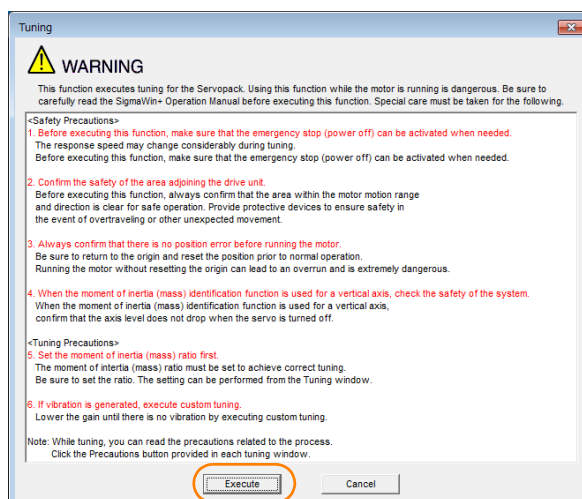 Tuning
WARNING
This function executes tuning for the Servopack. Using this function while the motor is running is dangerous. Be sure to
carefully read the SigmaWin+ Operation Manual before executing this function. Special care must be taken for the following.
<Safety Precautions>
1. Before executing this function, make sure that the emergency stop (power off) can be activated when needed.
The response speed may change considerably during tuning.
Before executing this function, make sure that the emergency stop (power off) can be activated when needed.
2. Confirm the safety of the area adjoining the drive unit.
Before executing this function, always confirm that the area within the motor motion range
and direction is clear for safe operation. Provide protective devices to ensure safety in
the event of overtraveling or other unexpected movement.
3. Always confirm that there is no position error before running the motor.
Be sure to return to the origin and reset the position prior to normal operation.
Running the motor without resetting the origin can lead to an overrun and is extremely dangerous.
4. When the moment of inertia (mass) identification function is used for a vertical axis, check the safety of the system.
When the moment of inertia (mass) identification function is used for a vertical axis,
confirm that the axis level does not drop when the servo is turned off.
<Tuning Precautions>
5. Set the moment of inertia (mass) ratio first.
The moment of intertia (mass) ratio must be set to achieve correct tuning.
Be sure to set the ratio. The setting can be performed from the Tuning window.
6. If vibration is generated, execute custom tuning.
Lower the gain until there is no vibration by executing custom tuning.
Note: While tuning, you can read the precautions related to the process.
Click the Precautions button provided in each tuning window.
Execute
Cancel